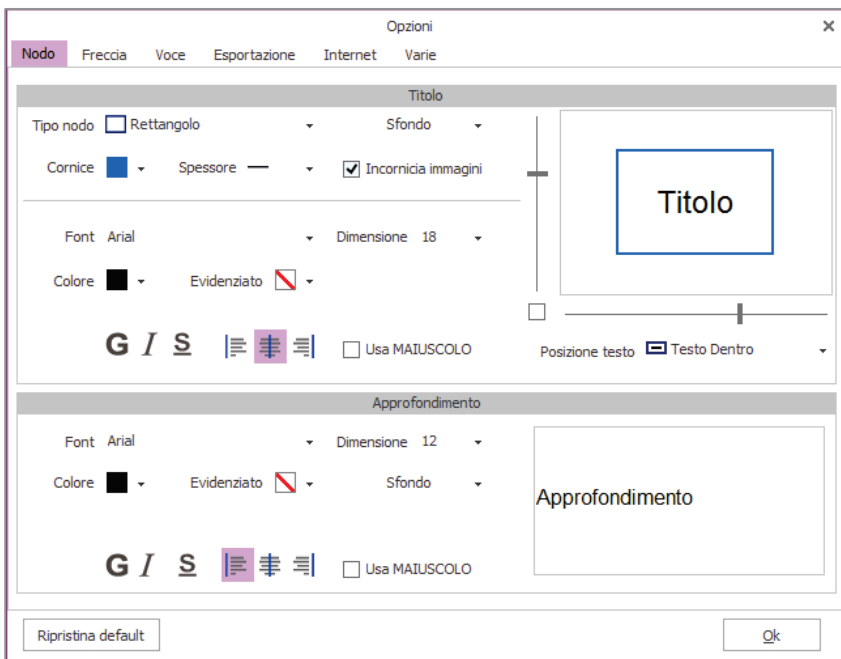 Opzioni
Nodo Freccia Voce Esportazione Internet Varie
Titolo
Tipo nodo Rettangolo Sfondo
Cornice Spessore Incornicia immagini
Titolo
Font Arial Dimensione 18
Colore Evidenziato
G I S Usa MAIUSCOLO
Posizione testo Testo Dentro
Approfondimento
Font Arial Dimensione 12
Colore Evidenziato Sfondo
Approfondimento
G I S Usa MAIUSCOLO
Ripristina default Ok